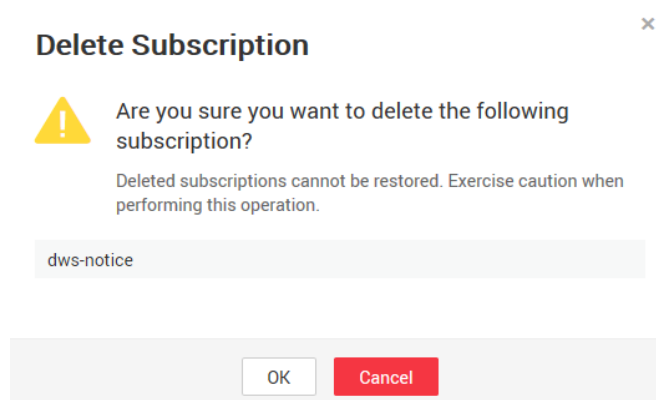 Delete Subscription
Are you sure you want to delete the following
subscription?
Deleted subscriptions cannot be restored. Exercise caution when
performing this operation.
dws-notice
OK Cancel